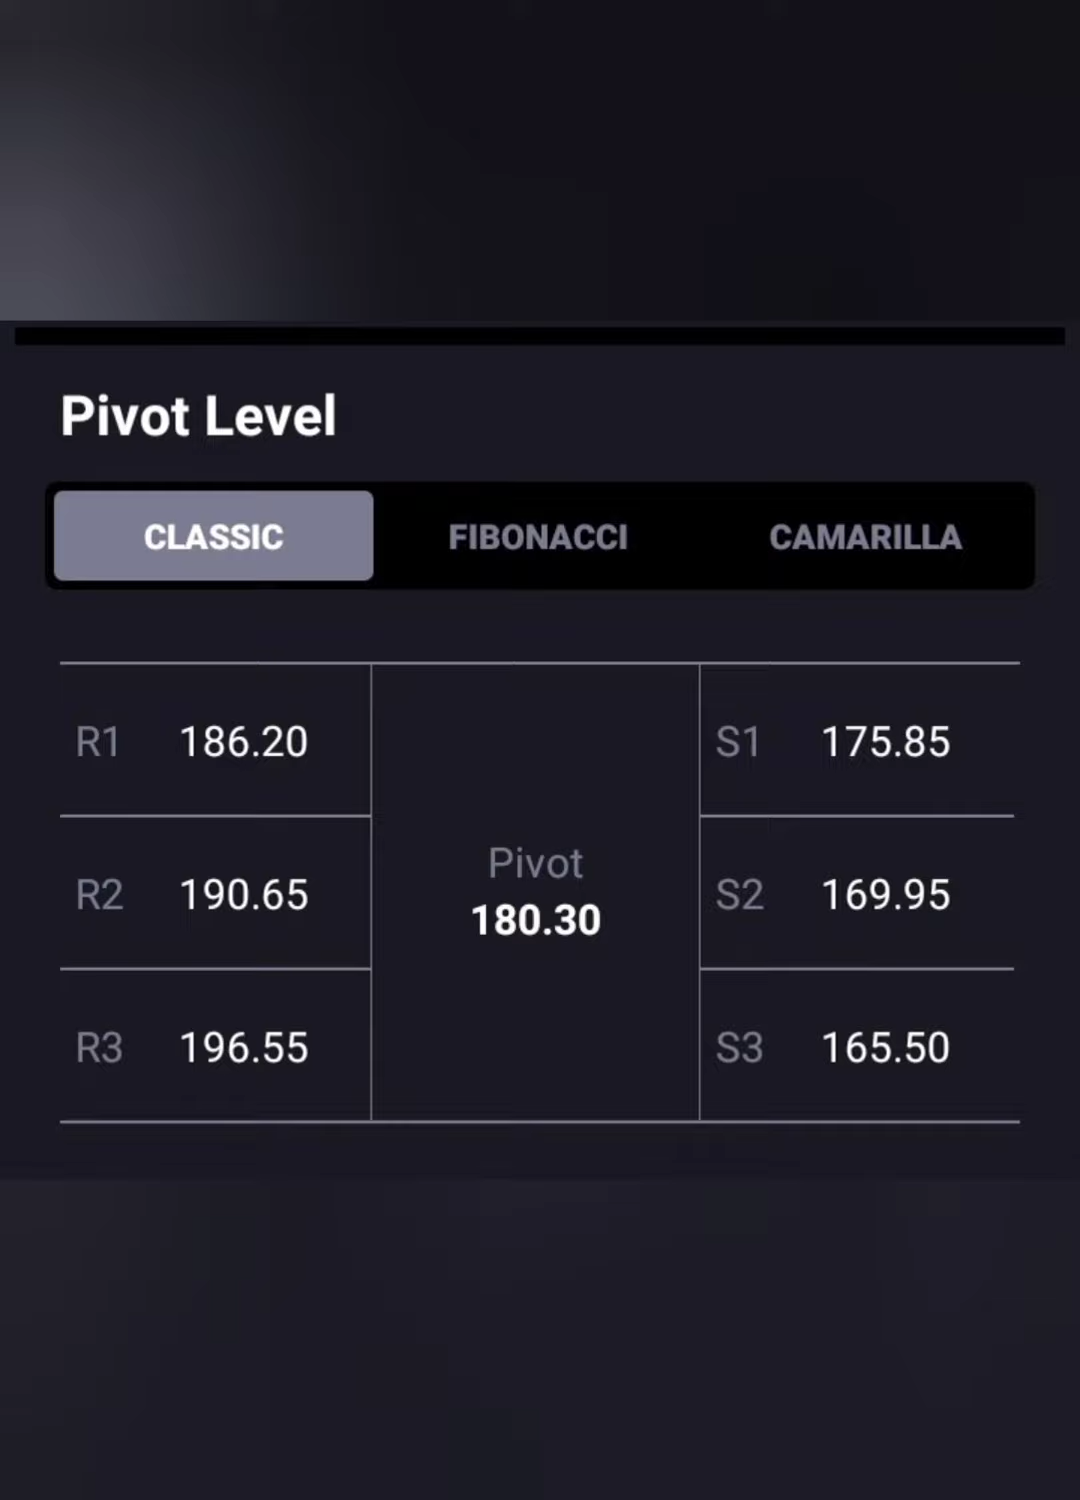 Pivot Level
CLASSIC FIBONACCI CAMARILLA
R1 186.20
R2 190.65
R3 196.55
Pivot
180.30
S1 175.85
S2 169.95
S3 165.50